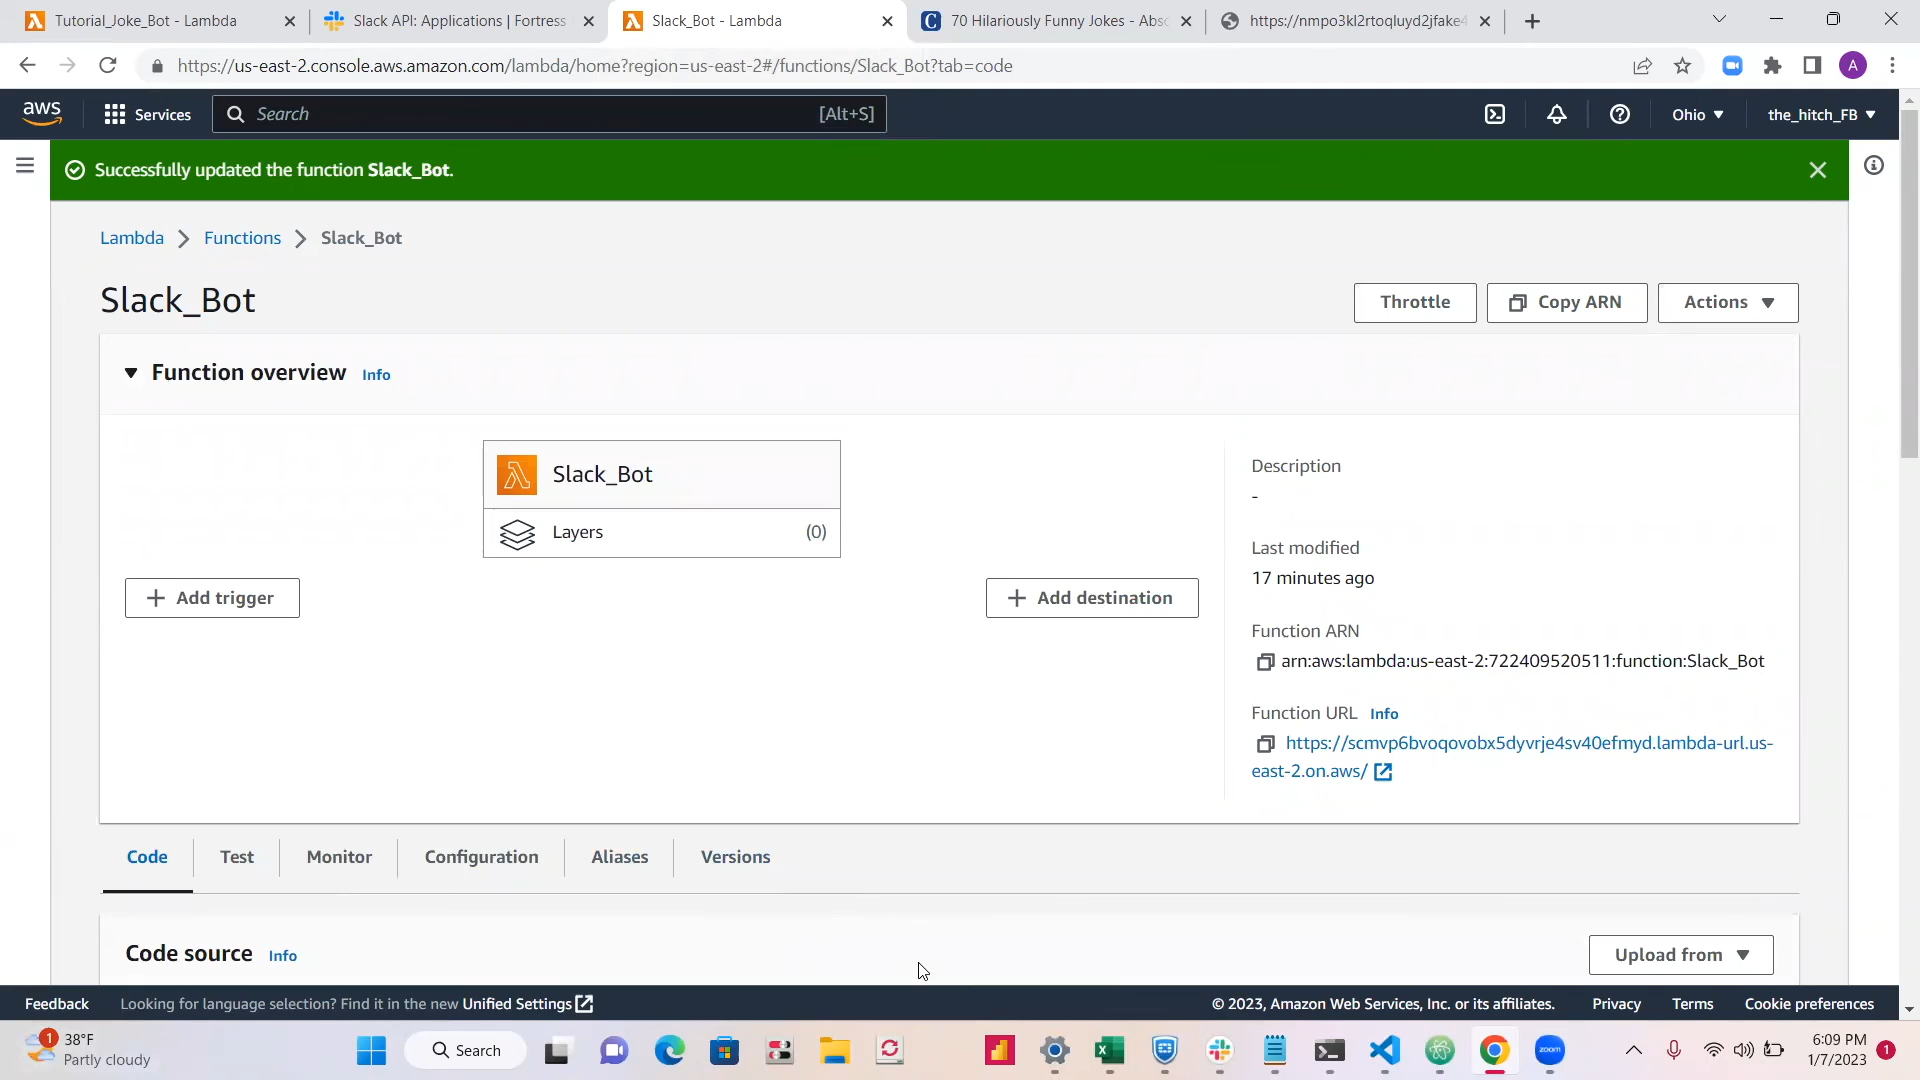 Tutorial_Joke_Bot - Lambda
Slack API: Applications | Fortress
Slack_Bot - Lambda
70 Hilariously Funny Jokes - Abso
https://nmpo3kl2rtoqluyd2jfake4
https://us-east-2.console.aws.amazon.com/lambda/home?region=us-east-2#/functions/Slack_Bot?tab=code
A
aws
Services
Search
[Alt+S]
Ohio
the_hitch_FB
Successfully updated the function Slack_Bot.
Lambda
Functions
Slack_Bot
Slack_Bot
Throttle
Copy ARN
Actions
Function overview Info
Slack_Bot
Layers (0)
Add trigger
Add destination
Description
-
Last modified
17 minutes ago
Function ARN
arn:aws:lambda:us-east-2:722409520511:function:Slack_Bot
Function URL Info
https://scmvp6bvoqovobx5dyvrje4sv40efmyd.lambda-url.us-
east-2.on.aws/
Code
Test
Monitor
Configuration
Aliases
Versions
Code source Info
Upload from
Feedback
Looking for language selection? Find it in the new Unified Settings
© 2023, Amazon Web Services, Inc. or its affiliates.
Privacy
Terms
Cookie preferences
1
38°F
Partly cloudy
Search
zoom
6:09 PM
1/7/2023
1